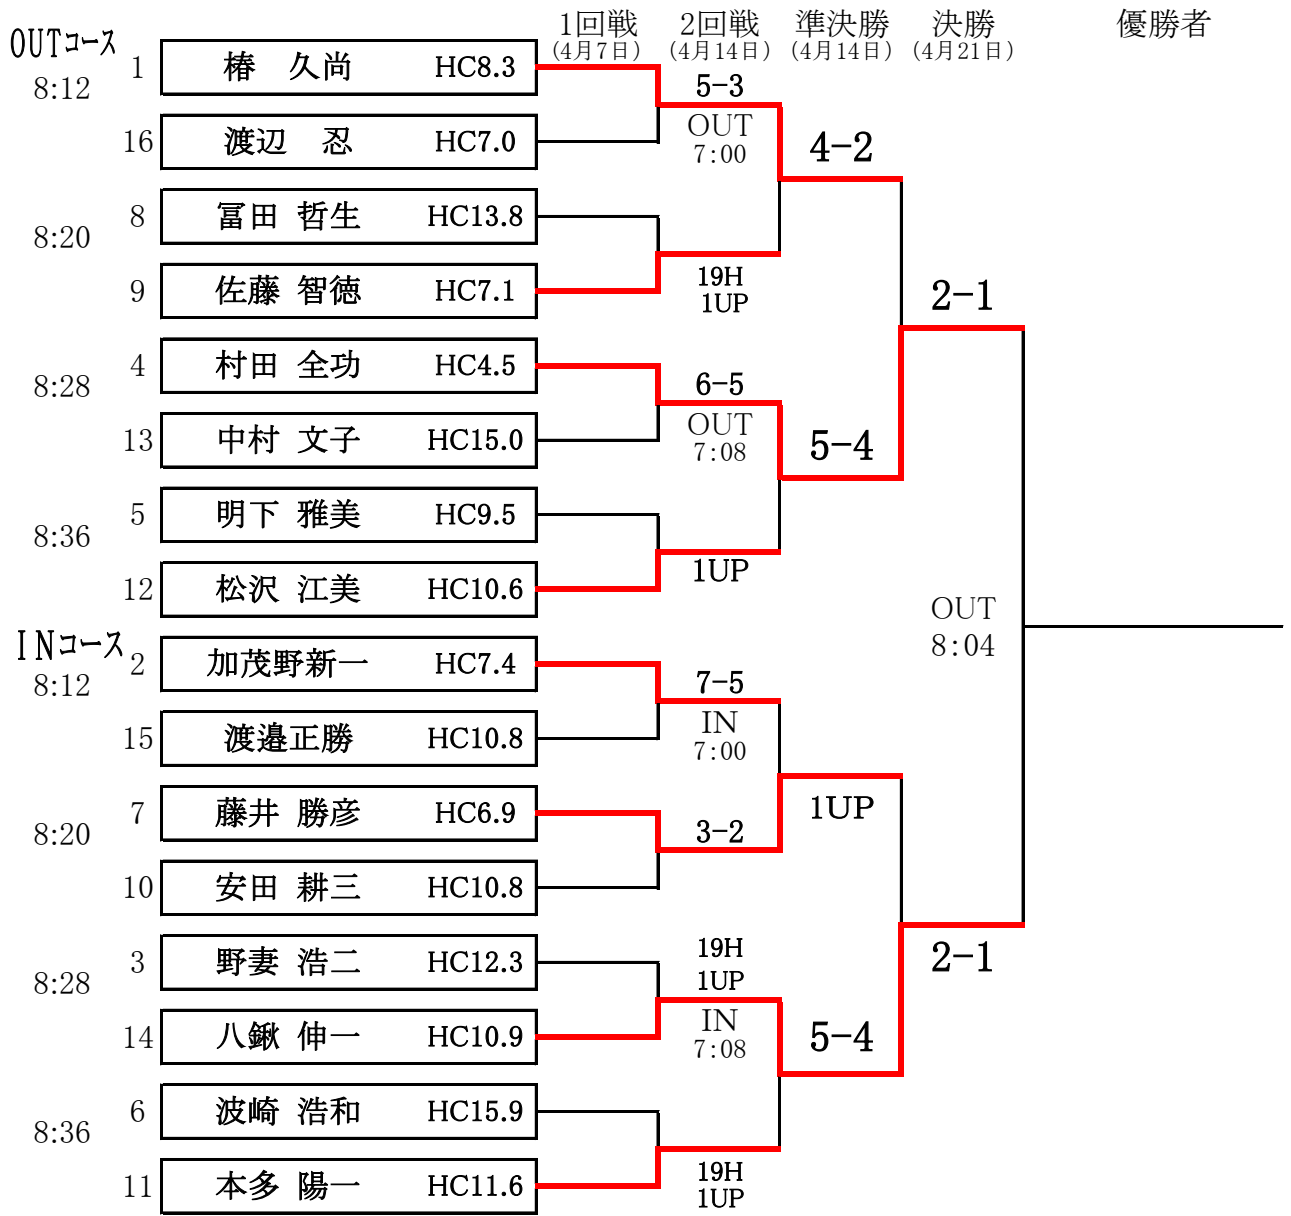 1回戦 2回戦 準決勝 決勝 優勝者
(4月7日) (4月14日) (4月14日) (4月21日)
OUTコース
8:12
1 椿 久尚 HC8.3
5-3
16 渡辺 忍 HC7.0
OUT
7:00
4-2
8:20
8 冨田 哲生 HC13.8
9 佐藤 智徳 HC7.1
19H
1UP
2-1
8:28
4 村田 全功 HC4.5
6-5
13 中村 文子 HC15.0
OUT
7:08
5-4
8:36
5 明下 雅美 HC9.5
12 松沢 江美 HC10.6
1UP
OUT
8:04
INコース
8:12
2 加茂野新一 HC7.4
7-5
15 渡邉正勝 HC10.8
IN
7:00
1UP
8:20
7 藤井 勝彦 HC6.9
3-2
10 安田 耕三 HC10.8
2-1
8:28
3 野妻 浩二 HC12.3
19H
1UP
14 八鍬 伸一 HC10.9
IN
7:08
5-4
8:36
6 波崎 浩和 HC15.9
11 本多 陽一 HC11.6
19H
1UP